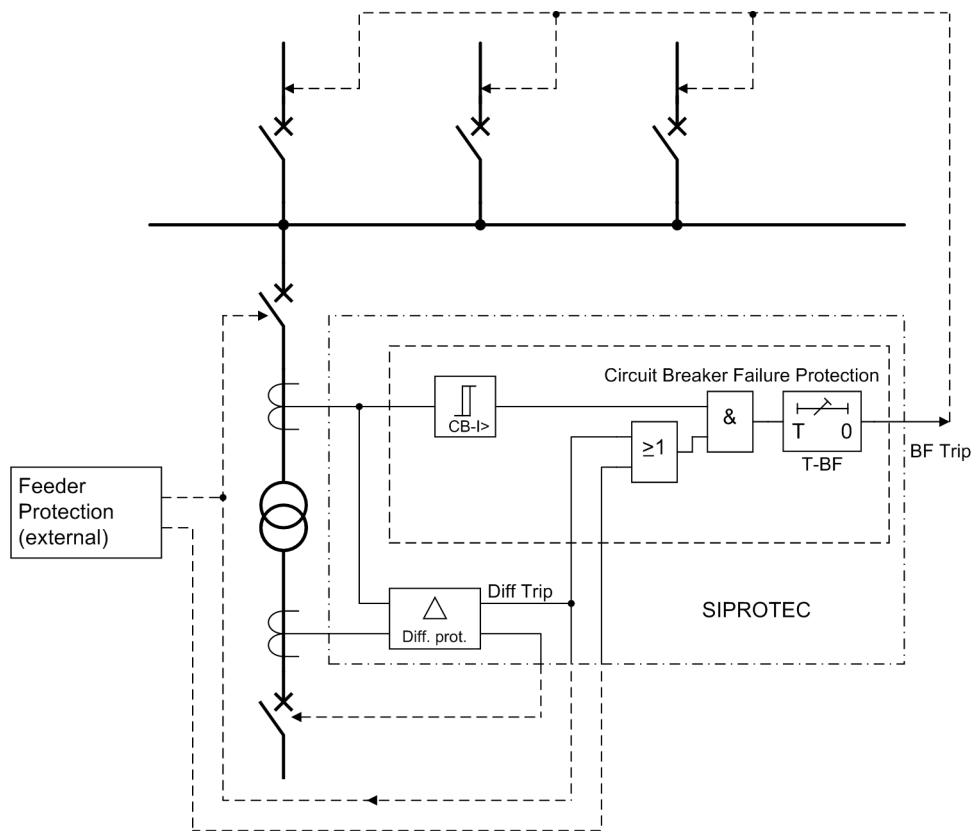 Circuit Breaker Failure Protection
CB-I>
≥1
&
T 0
T-BF
BF Trip
Feeder
Protection
(external)
Diff Trip
△
Diff. prot.
SIPROTEC